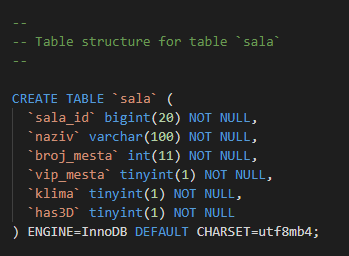 --
-- Table structure for table `sala`
--
CREATE TABLE `sala` (
`sala_id` bigint(20) NOT NULL,
`naziv` varchar(100) NOT NULL,
`broj_mesta` int(11) NOT NULL,
`vip_mesta` tinyint(1) NOT NULL,
`klima` tinyint(1) NOT NULL,
`has3D` tinyint(1) NOT NULL
) ENGINE=InnoDB DEFAULT CHARSET=utf8mb4;